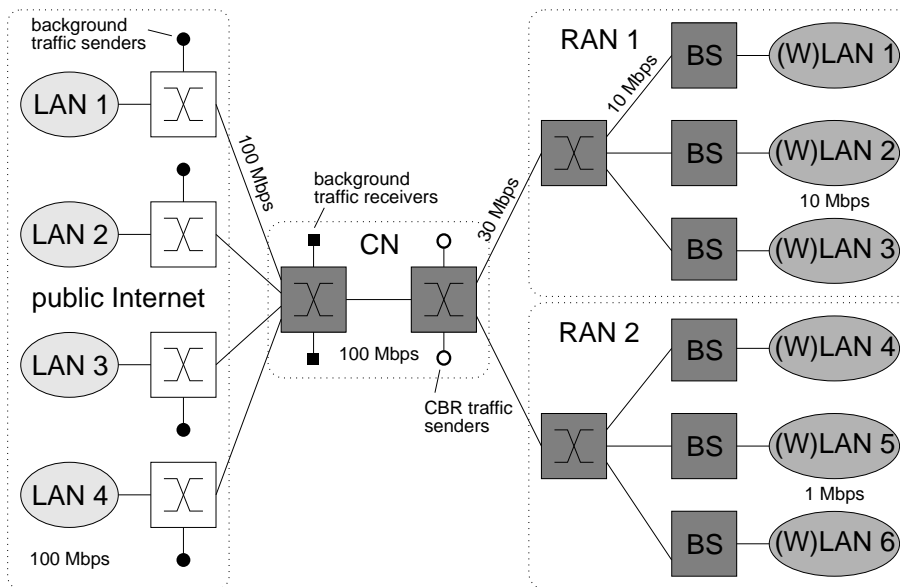 background
traffic senders
LAN 1
LAN 2
public Internet
LAN 3
LAN 4
100 Mbps
100 Mbps
background
traffic receivers
CN
100 Mbps
CBR traffic
senders
30 Mbps
RAN 1
10 Mbps
BS
(W)LAN 1
BS
(W)LAN 2
10 Mbps
BS
(W)LAN 3
RAN 2
BS
(W)LAN 4
BS
(W)LAN 5
1 Mbps
BS
(W)LAN 6